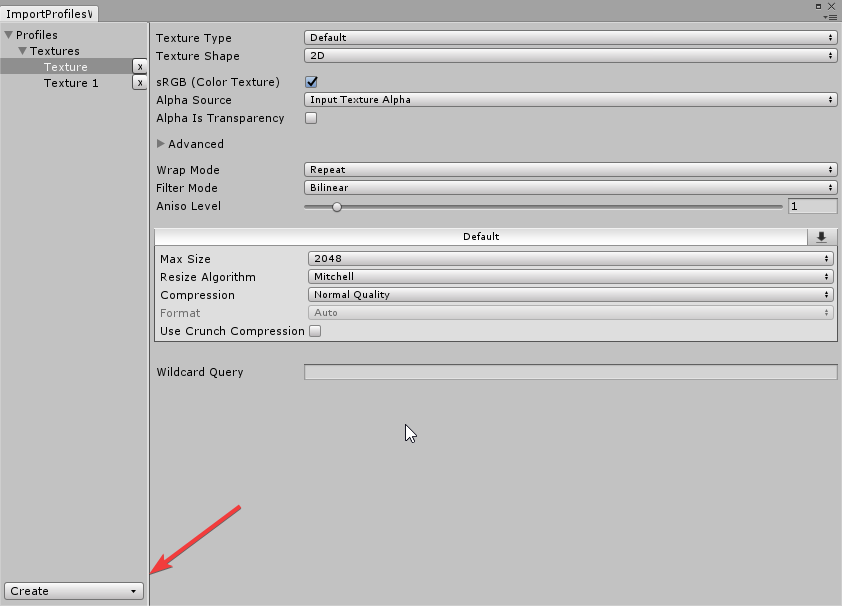 ImportProfilesW
Profiles
Textures
Texture x
Texture 1 x
Texture Type Default
Texture Shape 2D
sRGB (Color Texture)
Alpha Source Input Texture Alpha
Alpha Is Transparency
Advanced
Wrap Mode Repeat
Filter Mode Bilinear
Aniso Level 1
Default
Max Size 2048
Resize Algorithm Mitchell
Compression Normal Quality
Format Auto
Use Crunch Compression
Wildcard Query
Create